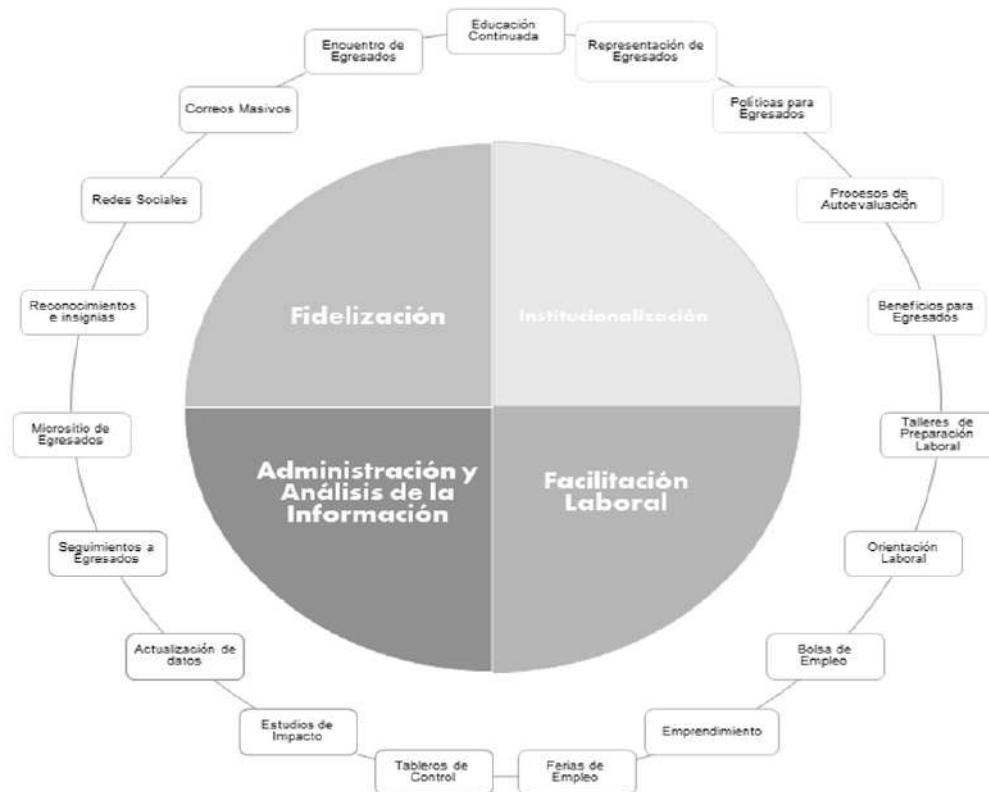 Educación
Continuada
Representación de
Egresados
Políticas para
Egresados
Procesos de
Autoevaluación
Beneficios para
Egresados
Talleres de
Preparación
Laboral
Orientación
Laboral
Bolsa de
Empleo
Emprendimiento
Ferias de
Empleo
Tableros de
Control
Estudios de
Impacto
Actualización de
datos
Seguimientos a
Egresados
Micrositio de
Egresados
Reconocimientos
e insignias
Redes Sociales
Correos Masivos
Encuentro de
Egresados
Fidelización
Institucionalización
Administración y
Análisis de la
Información
Facilitación
Laboral